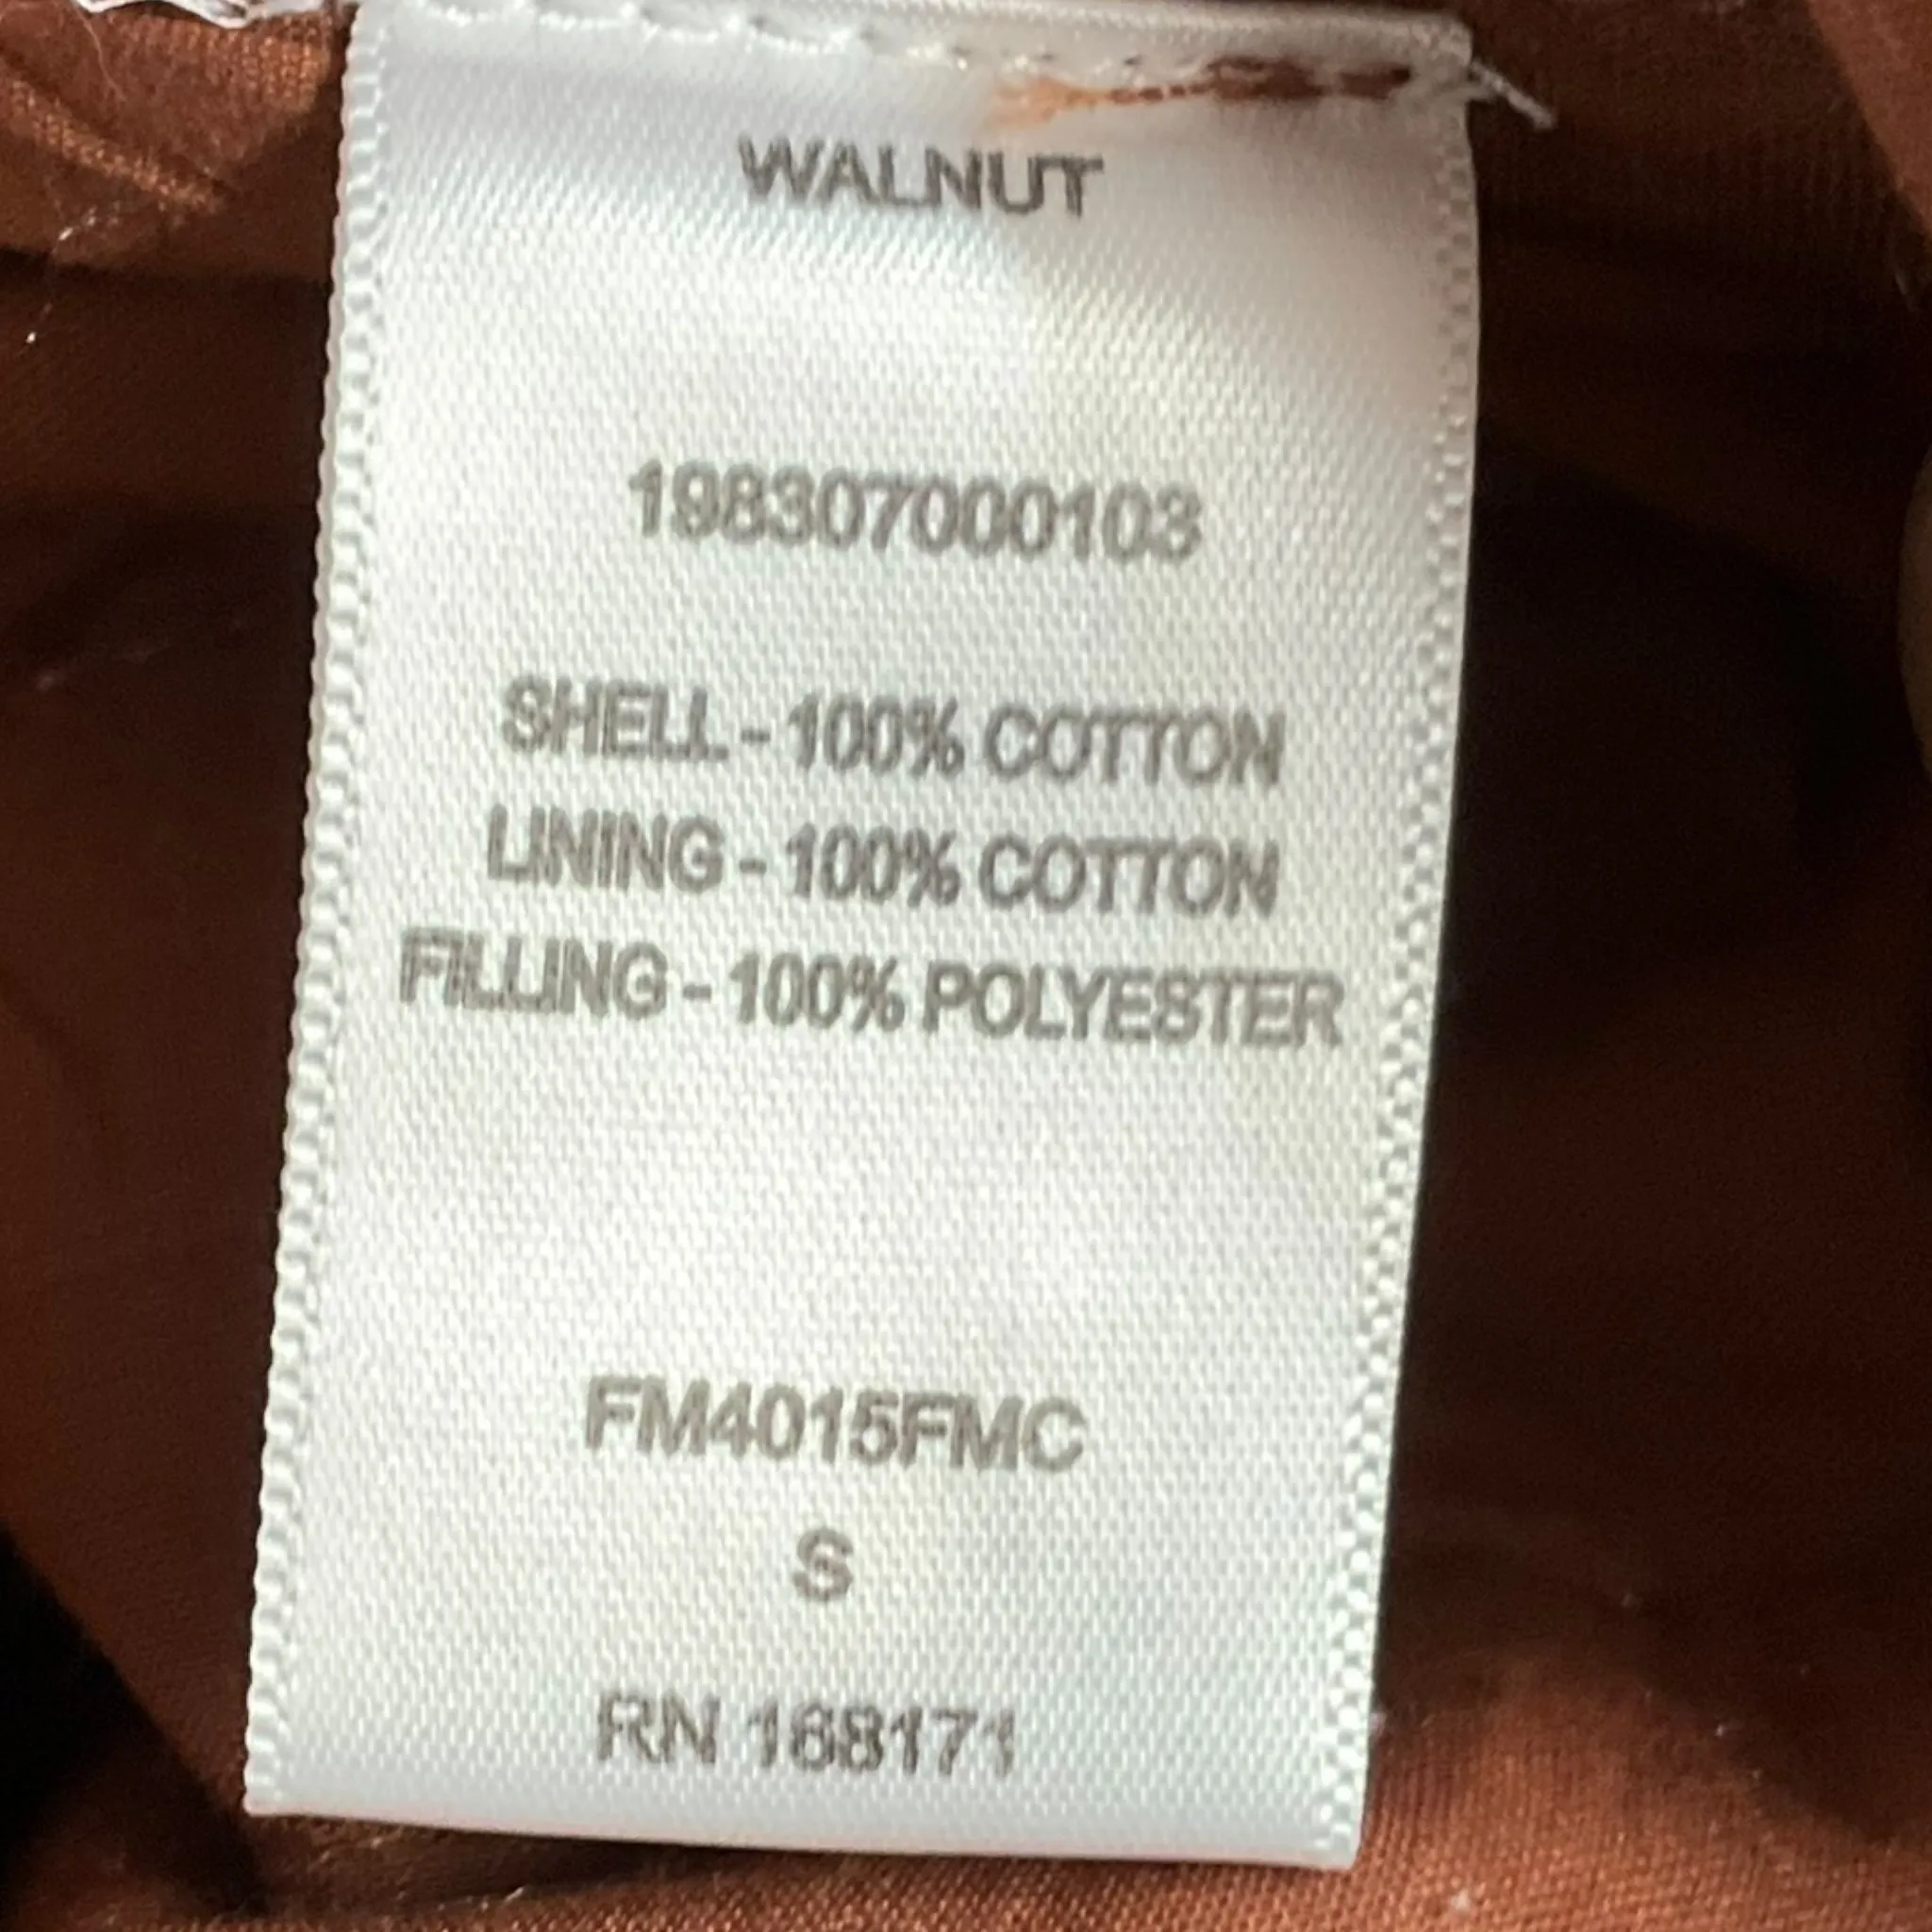 WALNUT
198307000103
SHELL - 100% COTTON
LINING - 100% COTTON
FILLING - 100% POLYESTER
FM4015FMC
S
RN 168171